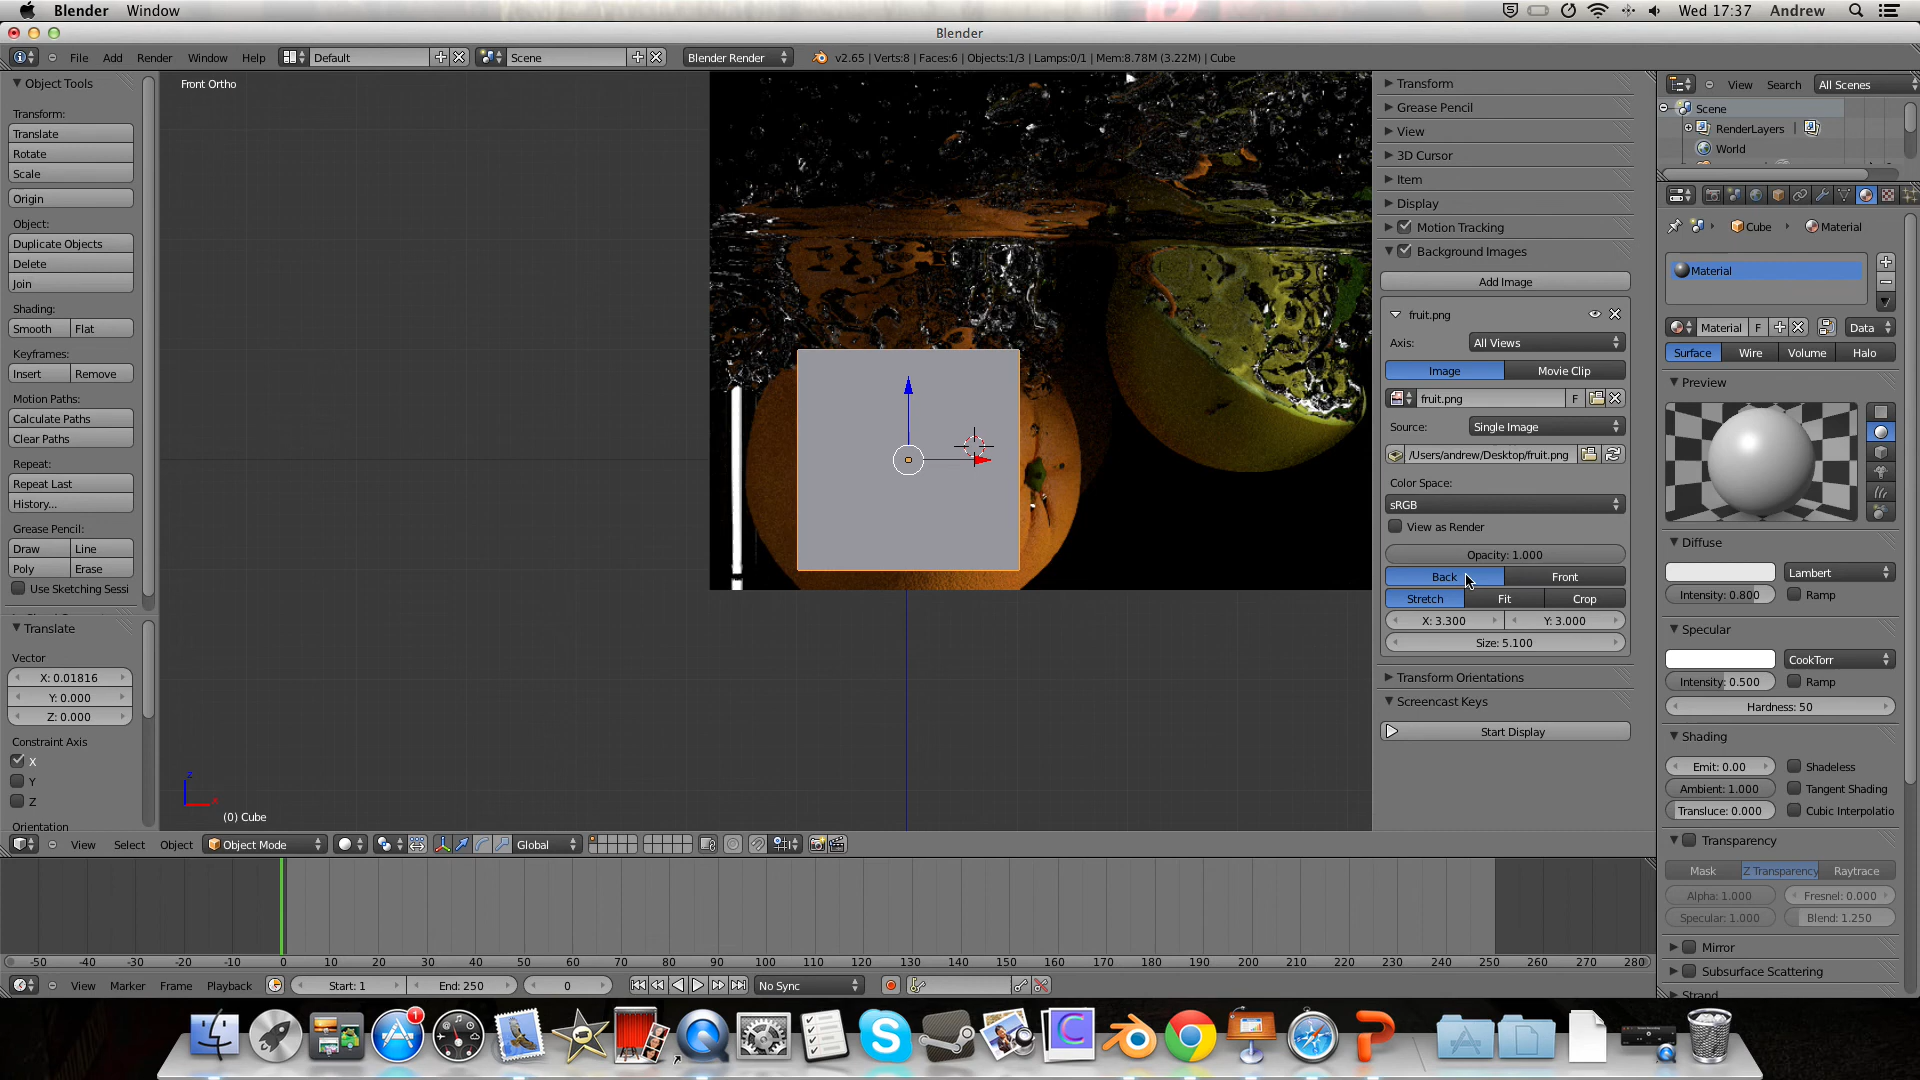 Blender Window Wed 17:37 Andrew
Blender
File Add Render Window Help Default Scene Blender Render v2.65 | Verts:8 | Faces:6 | Objects:1/3 | Lamps:0/1 | Mem:8.78M (3.22M) | Cube
Object Tools
Transform:
Translate
Rotate
Scale
Origin
Object:
Duplicate Objects
Delete
Join
Shading:
Smooth Flat
Keyframes:
Insert Remove
Motion Paths:
Calculate Paths
Clear Paths
Repeat:
Repeat Last
History...
Grease Pencil:
Draw Line
Poly Erase
Use Sketching Sessi
Translate
Vector
X: 0.01816
Y: 0.000
Z: 0.000
Constraint Axis
X
Y
Z
Orientation
Front Ortho
z
x
(0) Cube
Transform
Grease Pencil
View
3D Cursor
Item
Display
Motion Tracking
Background Images
Add Image
fruit.png
Axis: All Views
Image Movie Clip
fruit.png F
Source: Single Image
/Users/andrew/Desktop/fruit.png
Color Space:
sRGB
View as Render
Opacity: 1.000
Back Front
Stretch Fit Crop
X: 3.300 Y: 3.000
Size: 5.100
Transform Orientations
Screencast Keys
Start Display
View Search All Scenes
Scene
RenderLayers |
World
Cube Material
Material
Material F Data
Surface Wire Volume Halo
Preview
Diffuse
Lambert
Intensity: 0.800 Ramp
Specular
CookTorr
Intensity: 0.500 Ramp
Hardness: 50
Shading
Emit: 0.00 Shadeless
Ambient: 1.000 Tangent Shading
Transluce: 0.000 Cubic Interpolatio
Transparency
Mask Z Transparency Raytrace
Alpha: 1.000 Fresnel: 0.000
Specular: 1.000 Blend: 1.250
Mirror
Subsurface Scattering
Strand
View Select Object Object Mode Global
-50 -40 -30 -20 -10 0 10 20 30 40 50 60 70 80 90 100 110 120 130 140 150 160 170 180 190 200 210 220 230 240 250 260 270 280
View Marker Frame Playback Start: 1 End: 250 0 No Sync
1